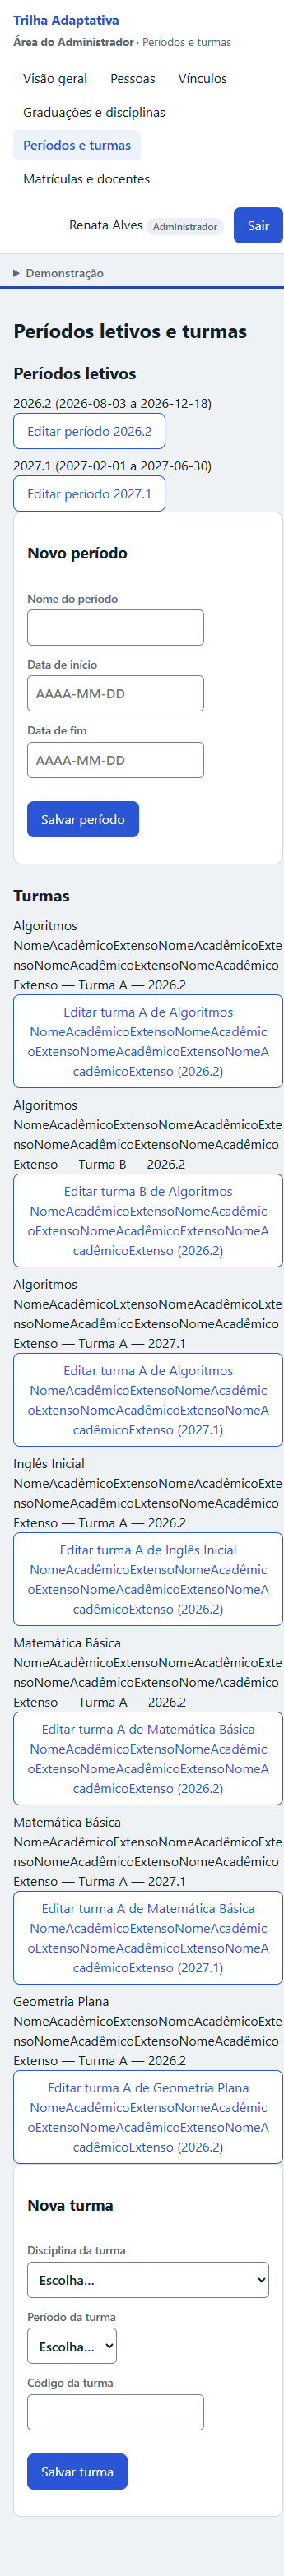 Trilha Adaptativa
Área do Administrador · Períodos e turmas
Visão geral Pessoas Vínculos
Graduações e disciplinas
Períodos e turmas
Matrículas e docentes
Renata Alves Administrador Sair
▶ Demonstração
Períodos letivos e turmas
Períodos letivos
2026.2 (2026-08-03 a 2026-12-18)
Editar período 2026.2
2027.1 (2027-02-01 a 2027-06-30)
Editar período 2027.1
Novo período
Nome do período
Data de início
AAAA-MM-DD
Data de fim
AAAA-MM-DD
Salvar período
Turmas
Algoritmos
NomeAcadêmicoExtensoNomeAcadêmicoExte
nsoNomeAcadêmicoExtensoNomeAcadêmico
Extenso — Turma A — 2026.2
Editar turma A de Algoritmos
NomeAcadêmicoExtensoNomeAcadêmic
oExtensoNomeAcadêmicoExtensoNomeA
cadêmicoExtenso (2026.2)
Algoritmos
NomeAcadêmicoExtensoNomeAcadêmicoExte
nsoNomeAcadêmicoExtensoNomeAcadêmico
Extenso — Turma B — 2026.2
Editar turma B de Algoritmos
NomeAcadêmicoExtensoNomeAcadêmic
oExtensoNomeAcadêmicoExtensoNomeA
cadêmicoExtenso (2026.2)
Algoritmos
NomeAcadêmicoExtensoNomeAcadêmicoExte
nsoNomeAcadêmicoExtensoNomeAcadêmico
Extenso — Turma A — 2027.1
Editar turma A de Algoritmos
NomeAcadêmicoExtensoNomeAcadêmic
oExtensoNomeAcadêmicoExtensoNomeA
cadêmicoExtenso (2027.1)
Inglês Inicial
NomeAcadêmicoExtensoNomeAcadêmicoExte
nsoNomeAcadêmicoExtensoNomeAcadêmico
Extenso — Turma A — 2026.2
Editar turma A de Inglês Inicial
NomeAcadêmicoExtensoNomeAcadêmic
oExtensoNomeAcadêmicoExtensoNomeA
cadêmicoExtenso (2026.2)
Matemática Básica
NomeAcadêmicoExtensoNomeAcadêmicoExte
nsoNomeAcadêmicoExtensoNomeAcadêmico
Extenso — Turma A — 2026.2
Editar turma A de Matemática Básica
NomeAcadêmicoExtensoNomeAcadêmic
oExtensoNomeAcadêmicoExtensoNomeA
cadêmicoExtenso (2026.2)
Matemática Básica
NomeAcadêmicoExtensoNomeAcadêmicoExte
nsoNomeAcadêmicoExtensoNomeAcadêmico
Extenso — Turma A — 2027.1
Editar turma A de Matemática Básica
NomeAcadêmicoExtensoNomeAcadêmic
oExtensoNomeAcadêmicoExtensoNomeA
cadêmicoExtenso (2027.1)
Geometria Plana
NomeAcadêmicoExtensoNomeAcadêmicoExte
nsoNomeAcadêmicoExtensoNomeAcadêmico
Extenso — Turma A — 2026.2
Editar turma A de Geometria Plana
NomeAcadêmicoExtensoNomeAcadêmic
oExtensoNomeAcadêmicoExtensoNomeA
cadêmicoExtenso (2026.2)
Nova turma
Disciplina da turma
Escolha...
Período da turma
Escolha...
Código da turma
Salvar turma